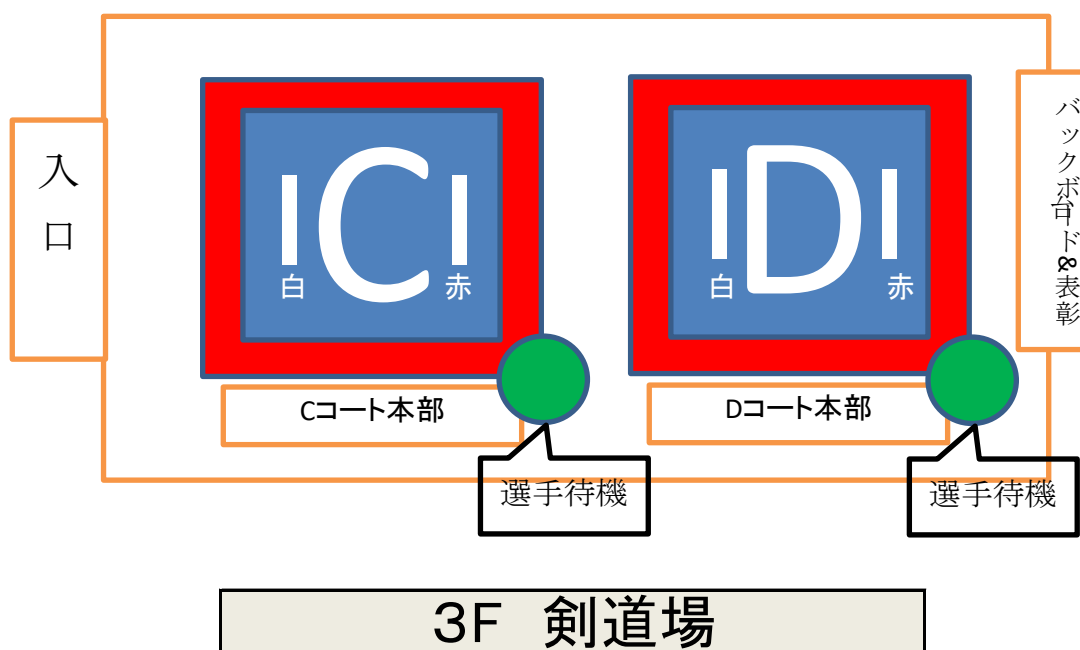 入口
C
白
赤
D
白
赤
バックボード&表彰
台
Cコート本部
Dコート本部
選手待機
選手待機
3F 剣道場